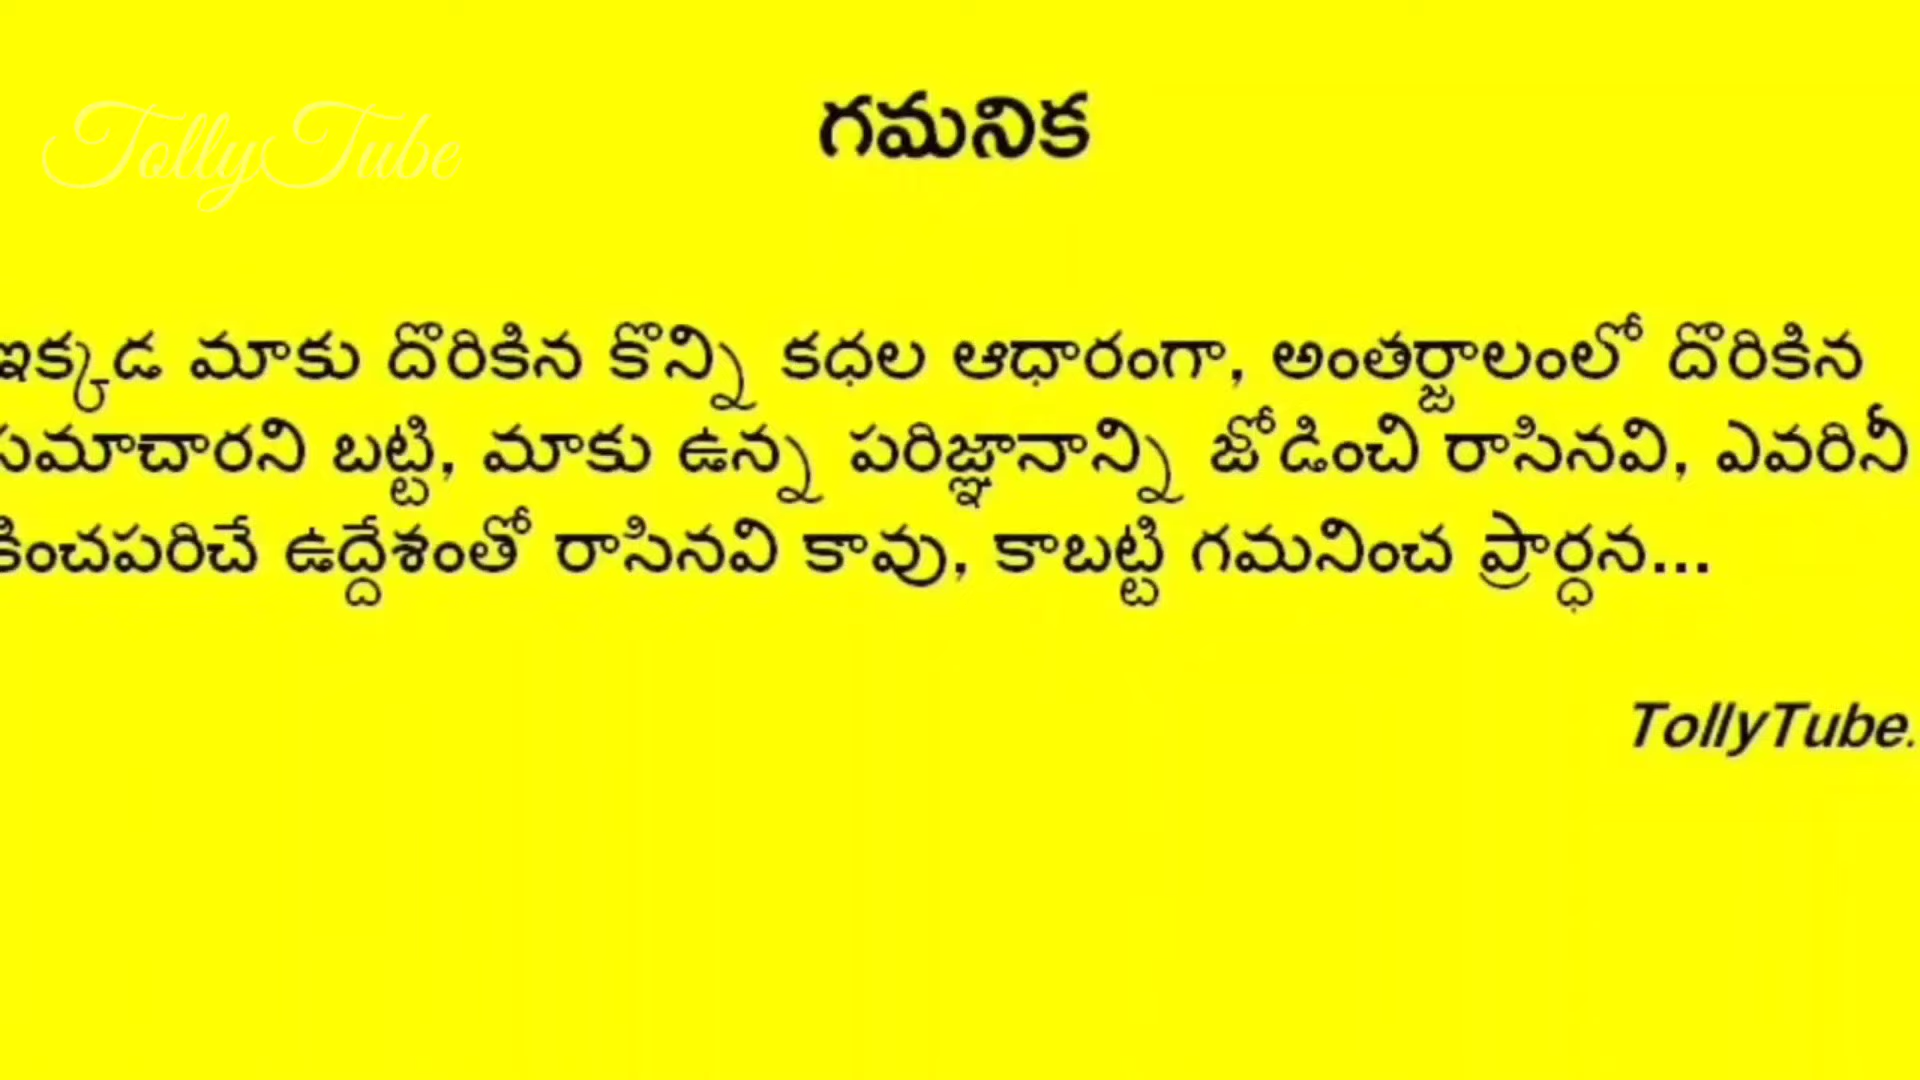 TollyTube
గమనిక
ఇక్కడ మాకు దొరికిన కొన్ని కధల ఆధారంగా, అంతర్జాలంలో దొరికిన
సమాచారని బట్టి, మాకు ఉన్న పరిజ్ఞానాన్ని జోడించి రాసినవి, ఎవరినీ
కించపరిచే ఉద్దేశంతో రాసినవి కావు, కాబట్టి గమనించ ప్రార్ధన...
TollyTube.